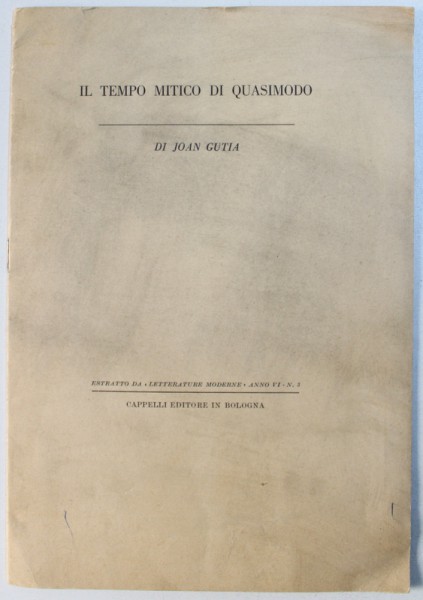 IL TEMPO MITICO DI QUASIMODO
DI JOAN GUTIA
ESTRATTO DA « LETTERATURE MODERNE » ANNO VI - N. 5
CAPPELLI EDITORE IN BOLOGNA